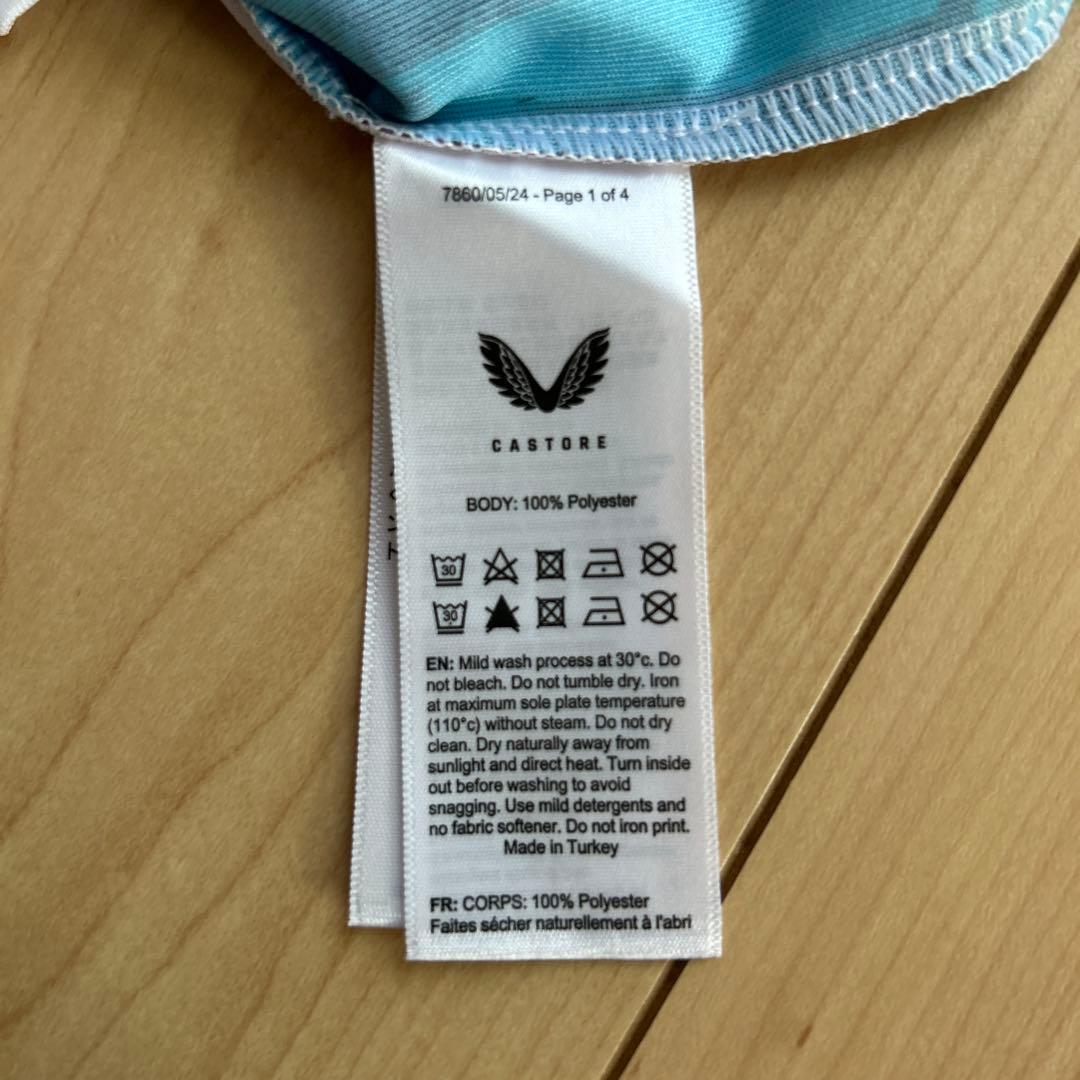 7860/05/24 - Page 1 of 4
CASTORE
BODY: 100% Polyester
30
30
EN: Mild wash process at 30°c. Do
not bleach. Do not tumble dry. Iron
at maximum sole plate temperature
(110°c) without steam. Do not dry
clean. Dry naturally away from
sunlight and direct heat. Turn inside
out before washing to avoid
snagging. Use mild detergents and
no fabric softener. Do not iron print.
Made in Turkey
FR: CORPS: 100% Polyester
Faites sécher naturellement à l'abri